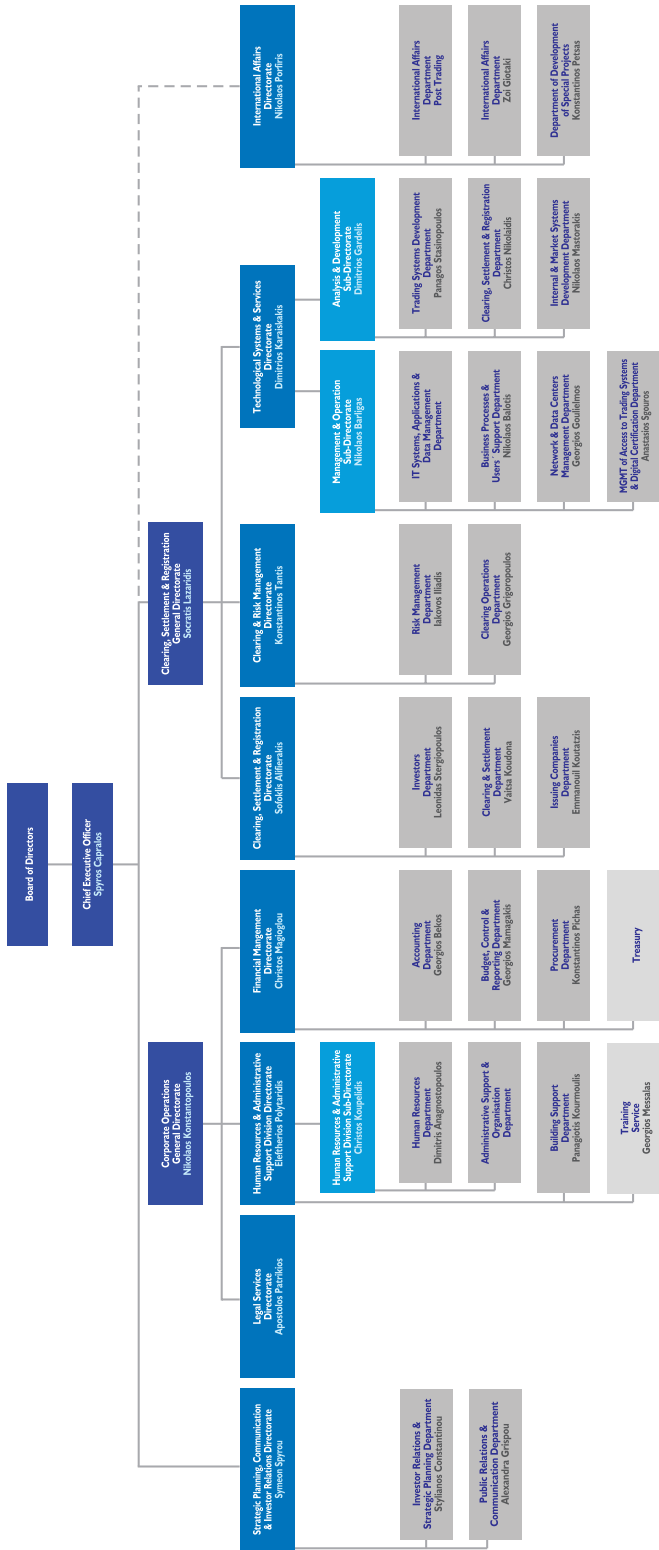 Board of Directors
Chief Executive Officer
Spyros Capralos
Corporate Operations
General Directorate
Nikolaos Konstantopoulos
Clearing, Settlement & Registration
General Directorate
Socratis Lazaridis
Strategic Planning, Communication
& Investor Relations Directorate
Symeon Spyrou
Legal Services
Directorate
Apostolos Patrikios
Human Resources & Administrative
Support Division Directorate
Eleftherios Polytaridis
Financial Mangement
Directorate
Christos Magioglou
Clearing, Settlement & Registration
Directorate
Sofoklis Alifierakis
Clearing & Risk Management
Directorate
Konstantinos Tantis
Technological Systems & Services
Directorate
Dimitrios Karaiskakis
International Affairs
Directorate
Nikolaos Porfiris
Human Resources & Administrative
Support Division Sub-Directorate
Christos Koupelidis
Management & Operation
Sub-Directorate
Nikolaos Barligas
Analysis & Development
Sub-Directorate
Dimitrios Gardelis
Investor Relations &
Strategic Planning Department
Stylianos Constantinou
Human Resources
Department
Dimitris Anagnostopoulos
Accounting
Department
Georgios Bekos
Investors
Department
Leonidas Stergiopoulos
Risk Management
Department
Iakovos Iliadis
IT Systems, Applications &
Data Management
Department
Trading Systems Development
Department
Panagos Stasinopoulos
International Affairs
Department
Post Trading
Public Relations &
Communication Department
Alexandra Grispou
Administrative Support &
Organisation
Department
Budget, Control &
Reporting Department
Georgios Mamagakis
Clearing & Settlement
Department
Vaitsa Koudona
Clearing Operations
Department
Georgios Grigoropoulos
Business Processes &
Users´ Support Department
Nikolaos Balotis
Clearing, Settlement & Registration
Department
Christos Nikolaidis
International Affairs
Department
Zoi Giotaki
Building Support
Department
Panagiotis Kourmoulis
Procurement
Department
Konstantinos Pichas
Issuing Companies
Department
Emmanouil Koutatzis
Network & Data Centers
Management Department
Georgios Goulielmos
Internal & Market Systems
Development Department
Nikolaos Mastorakis
Department of Development
of Special Projects
Konstantinos Petsas
Training
Service
Georgios Messalas
Treasury
MGMT of Access to Trading Systems
& Digital Certification Department
Anastasios Sgouros